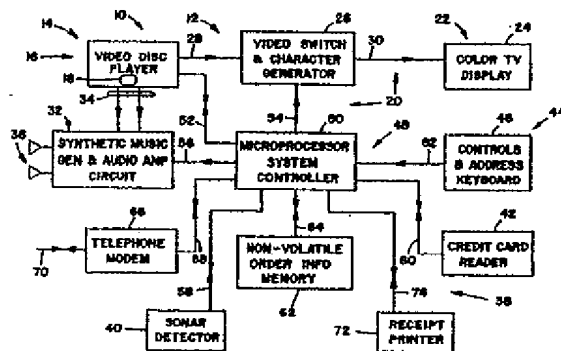 10
12
14
26
22
16
VIDEO DISC
PLAYER
18
28
VIDEO SWITCH
& CHARACTER
GENERATOR
30
24
COLOR TV
DISPLAY
34
20
32
52
54
50
48
46
44
36
SYNTHETIC MUSIC
GEN & AUDIO AMP
CIRCUIT
56
MICROPROCESSOR
SYSTEM
CONTROLLER
62
CONTROLS
& ADDRESS
KEYBOARD
66
TELEPHONE
MODEM
68
70
64
NON-VOLATILE
ORDER INFO
MEMORY
62
60
42
CREDIT CARD
READER
58
38
40
SONAR
DETECTOR
74
72
RECEIPT
PRINTER